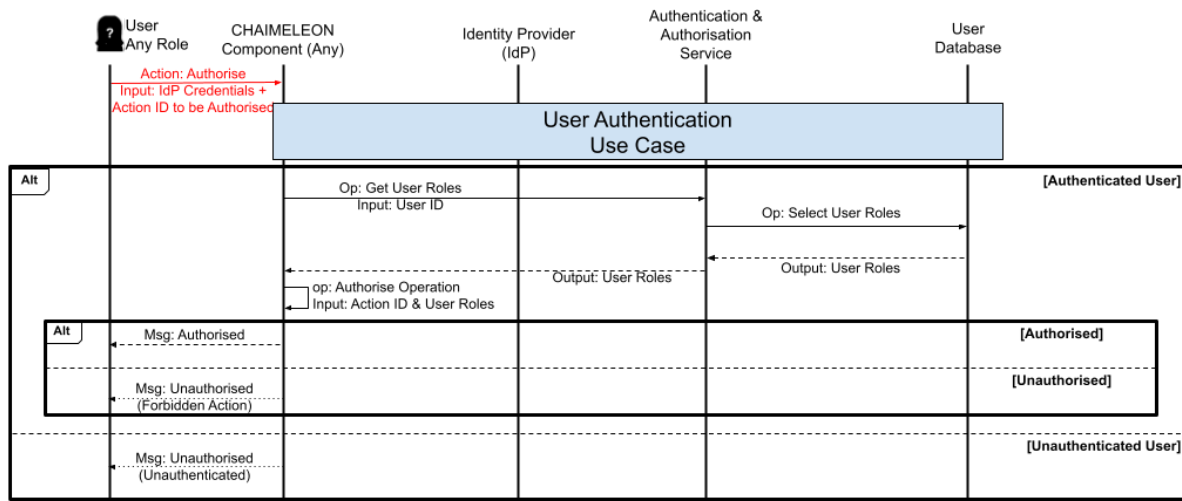 ?
User
Any Role
CHAIMELEON
Component (Any)
Identity Provider
(IdP)
Authentication &
Authorisation
Service
User
Database
Action: Authorise
Input: IdP Credentials +
Action ID to be Authorised
User Authentication
Use Case
Alt
[Authenticated User]
Op: Get User Roles
Input: User ID
Op: Select User Roles
Output: User Roles
Output: User Roles
op: Authorise Operation
Input: Action ID & User Roles
Alt
Msg: Authorised
[Authorised]
[Unauthorised]
Msg: Unauthorised
(Forbidden Action)
[Unauthenticated User]
Msg: Unauthorised
(Unauthenticated)